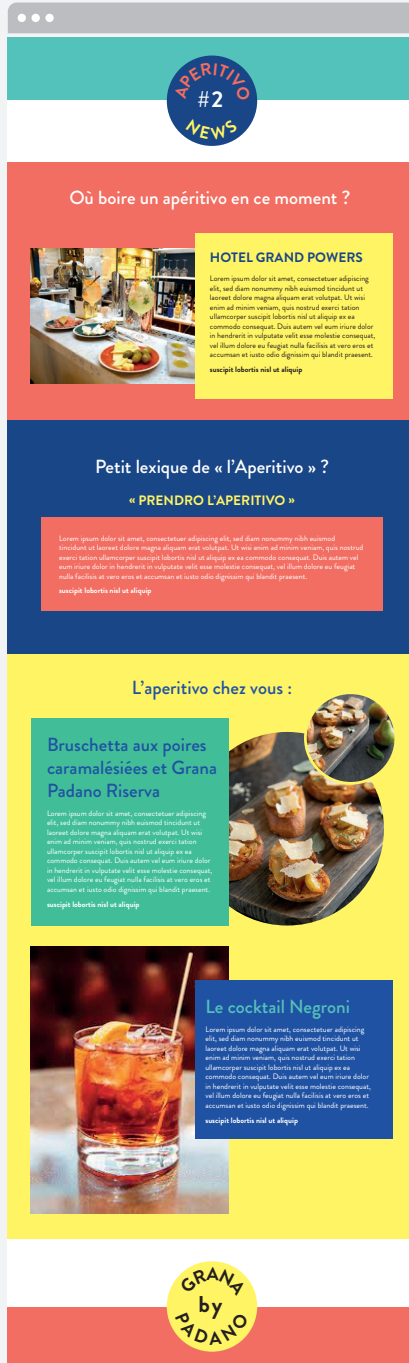 APERITIVO
#2
NEWS
Où boire un apéritivo en ce moment ?
HOTEL GRAND POWERS
Lorem ipsum dolor sit amet, consectetuer adipiscing
elit, sed diam nonummy nibh euismod tincidunt ut
laoreet dolore magna aliquam erat volutpat. Ut wisi
enim ad minim veniam, quis nostrud exerci tation
ullamcorper suscipit lobortis nisl ut aliquip ex ea
commodo consequat. Duis autem vel eum iriure dolor
in hendrerit in vulputate velit esse molestie consequat,
vel illum dolore eu feugiat nulla facilisis at vero eros et
accumsan et iusto odio dignissim qui blandit praesent.
suscipit lobortis nisl ut aliquip
Petit lexique de « l'Aperitivo » ?
« PRENDRO L'APERITIVO »
Lorem ipsum dolor sit amet, consectetuer adipiscing elit, sed diam nonummy nibh euismod
tincidunt ut laoreet dolore magna aliquam erat volutpat. Ut wisi enim ad minim veniam, quis nostrud
exerci tation ullamcorper suscipit lobortis nisl ut aliquip ex ea commodo consequat. Duis autem vel
eum iriure dolor in hendrerit in vulputate velit esse molestie consequat, vel illum dolore eu feugiat
nulla facilisis at vero eros et accumsan et iusto odio dignissim qui blandit praesent.
suscipit lobortis nisl ut aliquip
L'aperitivo chez vous :
Bruschetta aux poires
caramalésiées et Grana
Padano Riserva
Lorem ipsum dolor sit amet, consectetuer adipiscing
elit, sed diam nonummy nibh euismod tincidunt ut
laoreet dolore magna aliquam erat volutpat. Ut wisi
enim ad minim veniam, quis nostrud exerci tation
ullamcorper suscipit lobortis nisl ut aliquip ex ea
commodo consequat. Duis autem vel eum iriure dolor
in hendrerit in vulputate velit esse molestie consequat,
vel illum dolore eu feugiat nulla facilisis at vero eros et
accumsan et iusto odio dignissim qui blandit praesent.
suscipit lobortis nisl ut aliquip
Le cocktail Negroni
Lorem ipsum dolor sit amet, consectetuer adipiscing
elit, sed diam nonummy nibh euismod tincidunt ut
laoreet dolore magna aliquam erat volutpat. Ut wisi
enim ad minim veniam, quis nostrud exerci tation
ullamcorper suscipit lobortis nisl ut aliquip ex ea
commodo consequat. Duis autem vel eum iriure dolor
in hendrerit in vulputate velit esse molestie consequat,
vel illum dolore eu feugiat nulla facilisis at vero eros et
accumsan et iusto odio dignissim qui blandit praesent.
suscipit lobortis nisl ut aliquip
GRANA
by
PADANO